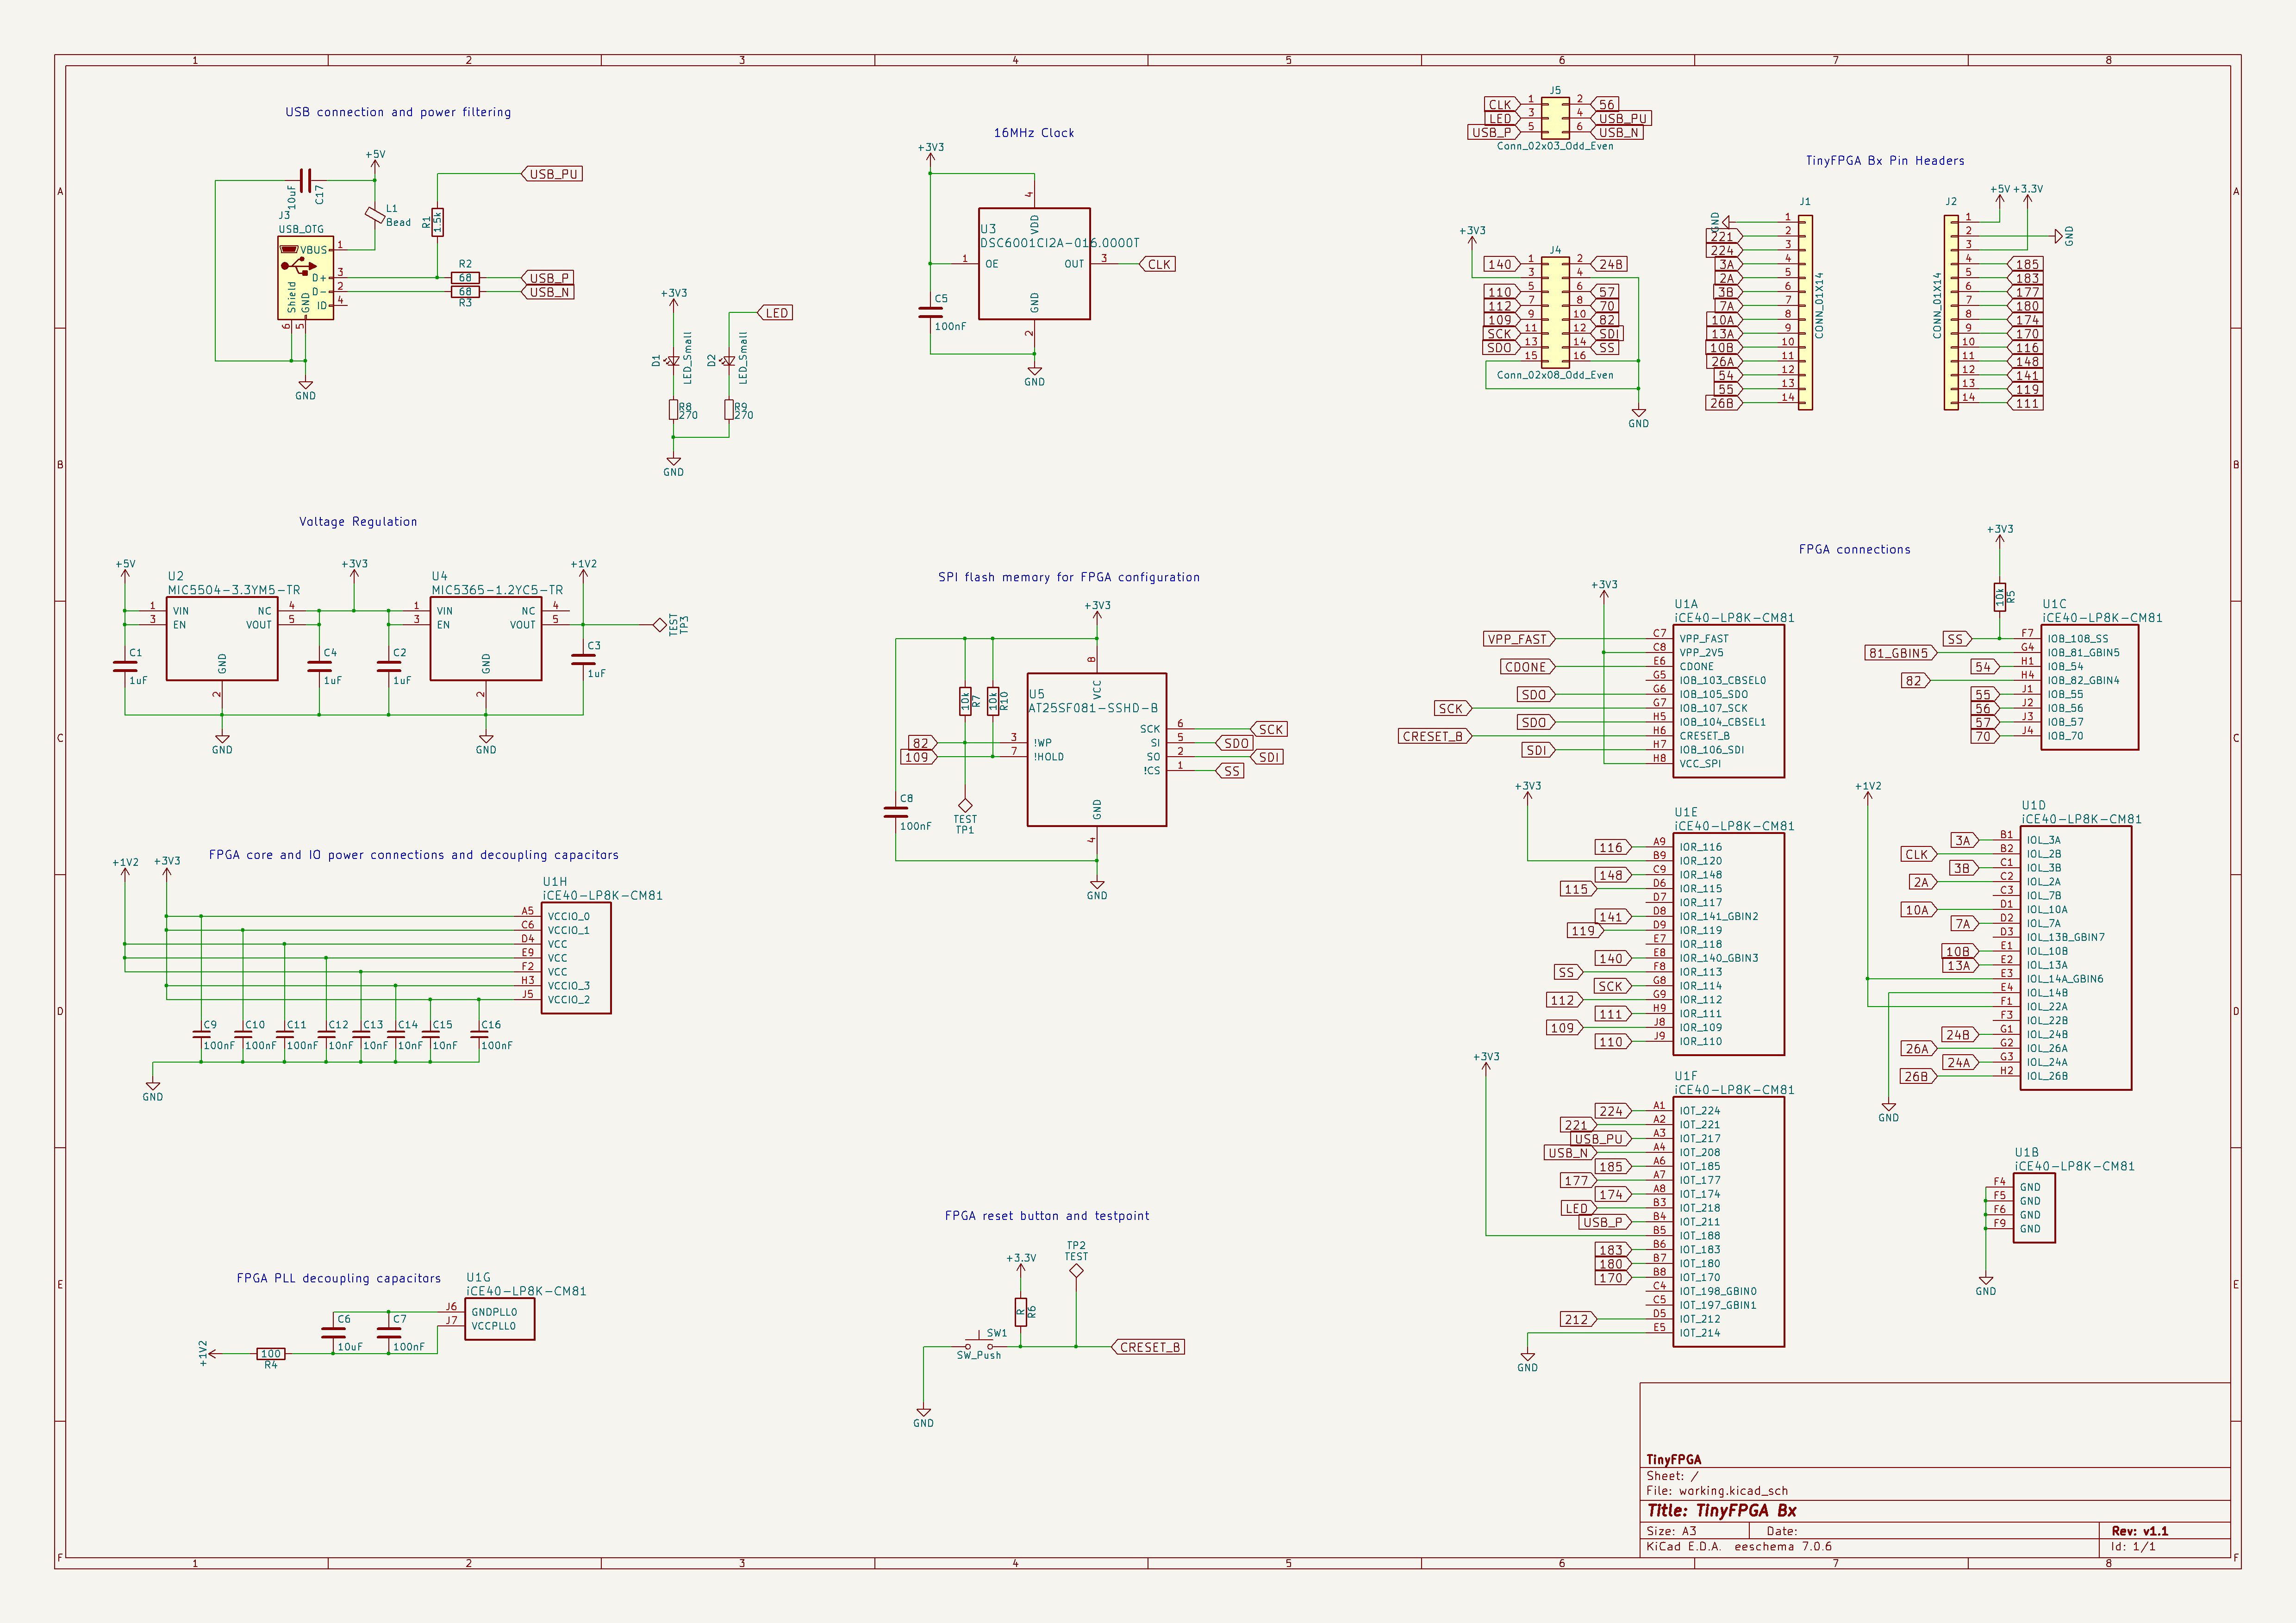 1 2 3 4 5 6 7 8
A
B
C
D
E
F
USB connection and power filtering
+5V
10uF
C17
L1
Bead
USB_PU
R1
1.5k
J3
USB_OTG
VBUS 1
D+ 3
D- 2
ID 4
Shield
GND
6
5
R2
68
USB_P
68
R3
USB_N
GND
+3V3
D1
LED_Small
R8
270
LED
D2
LED_Small
R9
270
GND
16MHz Clock
+3V3
4
VDD
U3
DSC6001CI2A-016.0000T
1 OE
OUT 3
CLK
GND
2
C5
100nF
GND
J5
CLK 1 2 56
LED 3 4 USB_PU
USB_P 5 6 USB_N
Conn_02x03_Odd_Even
+3V3
J4
140 1 2 24B
3 4
110 5 6 57
112 7 8 70
109 9 10 82
SCK 11 12 SDI
SDO 13 14 SS
15 16
Conn_02x08_Odd_Even
GND
TinyFPGA Bx Pin Headers
J1
GND 1
221 2
224 3
3A 4
2A 5
3B 6
7A 7
10A 8
13A 9
10B 10
26A 11
54 12
55 13
26B 14
CONN_01X14
J2
+5V +3.3V
1
2 GND
3
4 185
5 183
6 177
7 180
8 174
9 170
10 116
11 148
12 141
13 119
14 111
CONN_01X14
Voltage Regulation
+5V
U2
MIC5504-3.3YM5-TR
1 VIN NC 4
3 EN VOUT 5
GND
2
C1
1uF
C4
1uF
+3V3
C2
1uF
U4
MIC5365-1.2YC5-TR
1 VIN NC 4
3 EN VOUT 5
GND
2
+1V2
C3
1uF
TEST
TP3
GND
GND
SPI flash memory for FPGA configuration
+3V3
8
VCC
10k
R7
10k
R10
U5
AT25SF081-SSHD-B
82 3 !WP
109 7 !HOLD
SCK 6 SCK
SI 5 SDO
SO 2 SDI
!CS 1 SS
GND
4
C8
100nF
TEST
TP1
GND
FPGA core and IO power connections and decoupling capacitors
+1V2
+3V3
U1H
iCE40-LP8K-CM81
A5 VCCIO_0
C6 VCCIO_1
D4 VCC
E9 VCC
F2 VCC
H3 VCCIO_3
J5 VCCIO_2
C9 C10 C11 C12 C13 C14 C15 C16
100nF 100nF 100nF 10nF 10nF 10nF 10nF 100nF
GND
FPGA PLL decoupling capacitors
U1G
iCE40-LP8K-CM81
J6 GNDPLL0
J7 VCCPLL0
C6
10uF
C7
100nF
+1V2
100
R4
FPGA reset button and testpoint
TP2
TEST
+3.3V
R
R6
SW1
SW_Push
CRESET_B
GND
FPGA connections
+3V3
U1A
iCE40-LP8K-CM81
VPP_FAST C7 VPP_FAST
C8 VPP_2V5
CDONE E6 CDONE
G5 IOB_103_CBSEL0
SDO G6 IOB_105_SDO
SCK G7 IOB_107_SCK
SDO H5 IOB_104_CBSEL1
CRESET_B H6 CRESET_B
SDI H7 IOB_106_SDI
H8 VCC_SPI
+3V3
10k
R5
U1C
iCE40-LP8K-CM81
SS F7 IOB_108_SS
81_GBIN5 G4 IOB_81_GBIN5
54 H1 IOB_54
82 H4 IOB_82_GBIN4
55 J1 IOB_55
56 J2 IOB_56
57 J3 IOB_57
70 J4 IOB_70
+3V3
U1E
iCE40-LP8K-CM81
116 A9 IOR_116
B9 IOR_120
148 C9 IOR_148
115 D6 IOR_115
D7 IOR_117
141 D8 IOR_141_GBIN2
119 D9 IOR_119
E7 IOR_118
140 E8 IOR_140_GBIN3
SS F8 IOR_113
SCK G8 IOR_114
112 G9 IOR_112
111 H9 IOR_111
109 J8 IOR_109
110 J9 IOR_110
+1V2
U1D
iCE40-LP8K-CM81
3A B1 IOL_3A
CLK B2 IOL_2B
3B C1 IOL_3B
2A C2 IOL_2A
C3 IOL_7B
10A D1 IOL_10A
7A D2 IOL_7A
D3 IOL_13B_GBIN7
10B E1 IOL_10B
13A E2 IOL_13A
E3 IOL_14A_GBIN6
E4 IOL_14B
F1 IOL_22A
F3 IOL_22B
24B G1 IOL_24B
26A G2 IOL_26A
24A G3 IOL_24A
26B H2 IOL_26B
GND
+3V3
U1F
iCE40-LP8K-CM81
224 A1 IOT_224
221 A2 IOT_221
USB_PU A3 IOT_217
USB_N A4 IOT_208
185 A6 IOT_185
177 A7 IOT_177
174 A8 IOT_174
LED B3 IOT_218
USB_P B4 IOT_211
B5 IOT_188
183 B6 IOT_183
180 B7 IOT_180
170 B8 IOT_170
C4 IOT_198_GBIN0
C5 IOT_197_GBIN1
212 D5 IOT_212
E5 IOT_214
GND
U1B
iCE40-LP8K-CM81
F4 GND
F5 GND
F6 GND
F9 GND
GND
TinyFPGA
Sheet: /
File: working.kicad_sch
Title: TinyFPGA Bx
Size: A3 Date: Rev: v1.1
KiCad E.D.A. eeschema 7.0.6 Id: 1/1
1 2 3 4 5 6 7 8
A
B
C
D
E
F